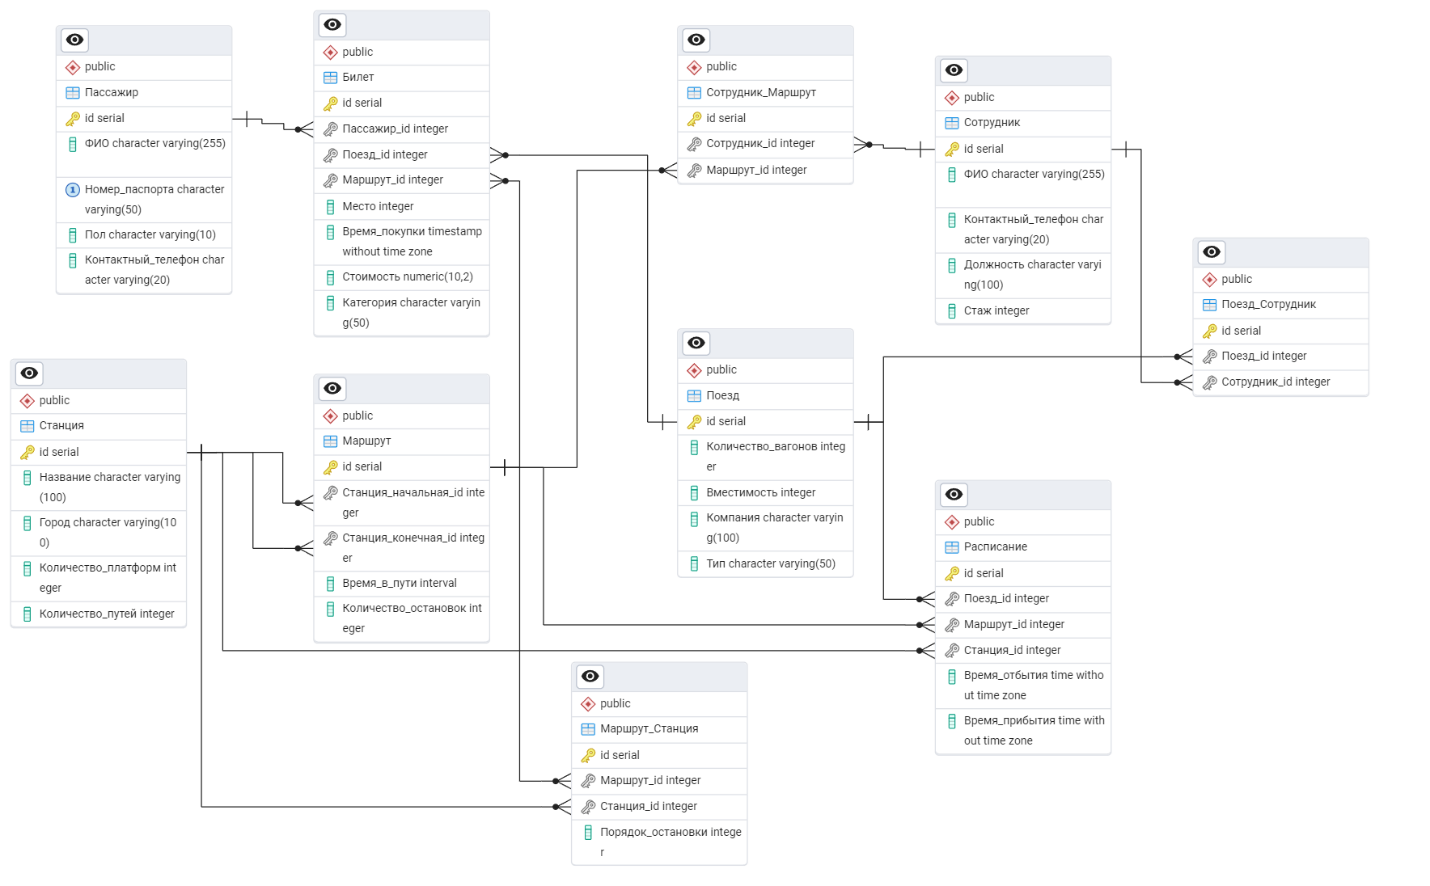 public
Пассажир
id serial
ФИО character varying(255)
Номер_паспорта character
varying(50)
Пол character varying(10)
Контактный_телефон char
acter varying(20)
public
Билет
id serial
Пассажир_id integer
Поезд_id integer
Маршрут_id integer
Место integer
Время_покупки timestamp
without time zone
Стоимость numeric(10,2)
Категория character varyin
g(50)
public
Сотрудник_Маршрут
id serial
Сотрудник_id integer
Маршрут_id integer
public
Сотрудник
id serial
ФИО character varying(255)
Контактный_телефон char
acter varying(20)
Должность character varyi
ng(100)
Стаж integer
public
Поезд_Сотрудник
id serial
Поезд_id integer
Сотрудник_id integer
public
Станция
id serial
Название character varying
(100)
Город character varying(10
0)
Количество_платформ int
eger
Количество_путей integer
public
Маршрут
id serial
Станция_начальная_id inte
ger
Станция_конечная_id integ
er
Время_в_пути interval
Количество_остановок int
eger
public
Поезд
id serial
Количество_вагонов integ
er
Вместимость integer
Компания character varyin
g(100)
Тип character varying(50)
public
Расписание
id serial
Поезд_id integer
Маршрут_id integer
Станция_id integer
Время_отбытия time witho
ut time zone
Время_прибытия time with
out time zone
public
Маршрут_Станция
id serial
Маршрут_id integer
Станция_id integer
Порядок_остановки intege
r